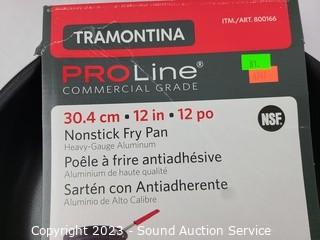 ITM./ART. 800166
TRAMONTINA
PROLine®
COMMERCIAL GRADE
30.4 cm • 12 in • 12 po
Nonstick Fry Pan
Heavy-Gauge Aluminum
NSF
Poêle à frire antiadhésive
Aluminium de haute qualité
Sartén con Antiadherente
Aluminio de Alto Calibre
Copyright 2023 - Sound Auction Service